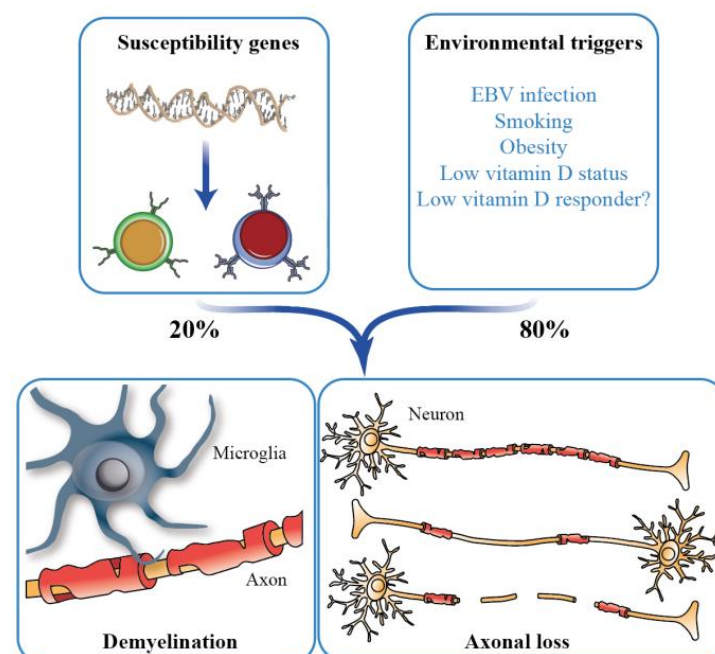 Susceptibility genes
Environmental triggers
EBV infection
Smoking
Obesity
Low vitamin D status
Low vitamin D responder?
20%
80%
Microglia
Axon
Demyelination
Neuron
Axonal loss